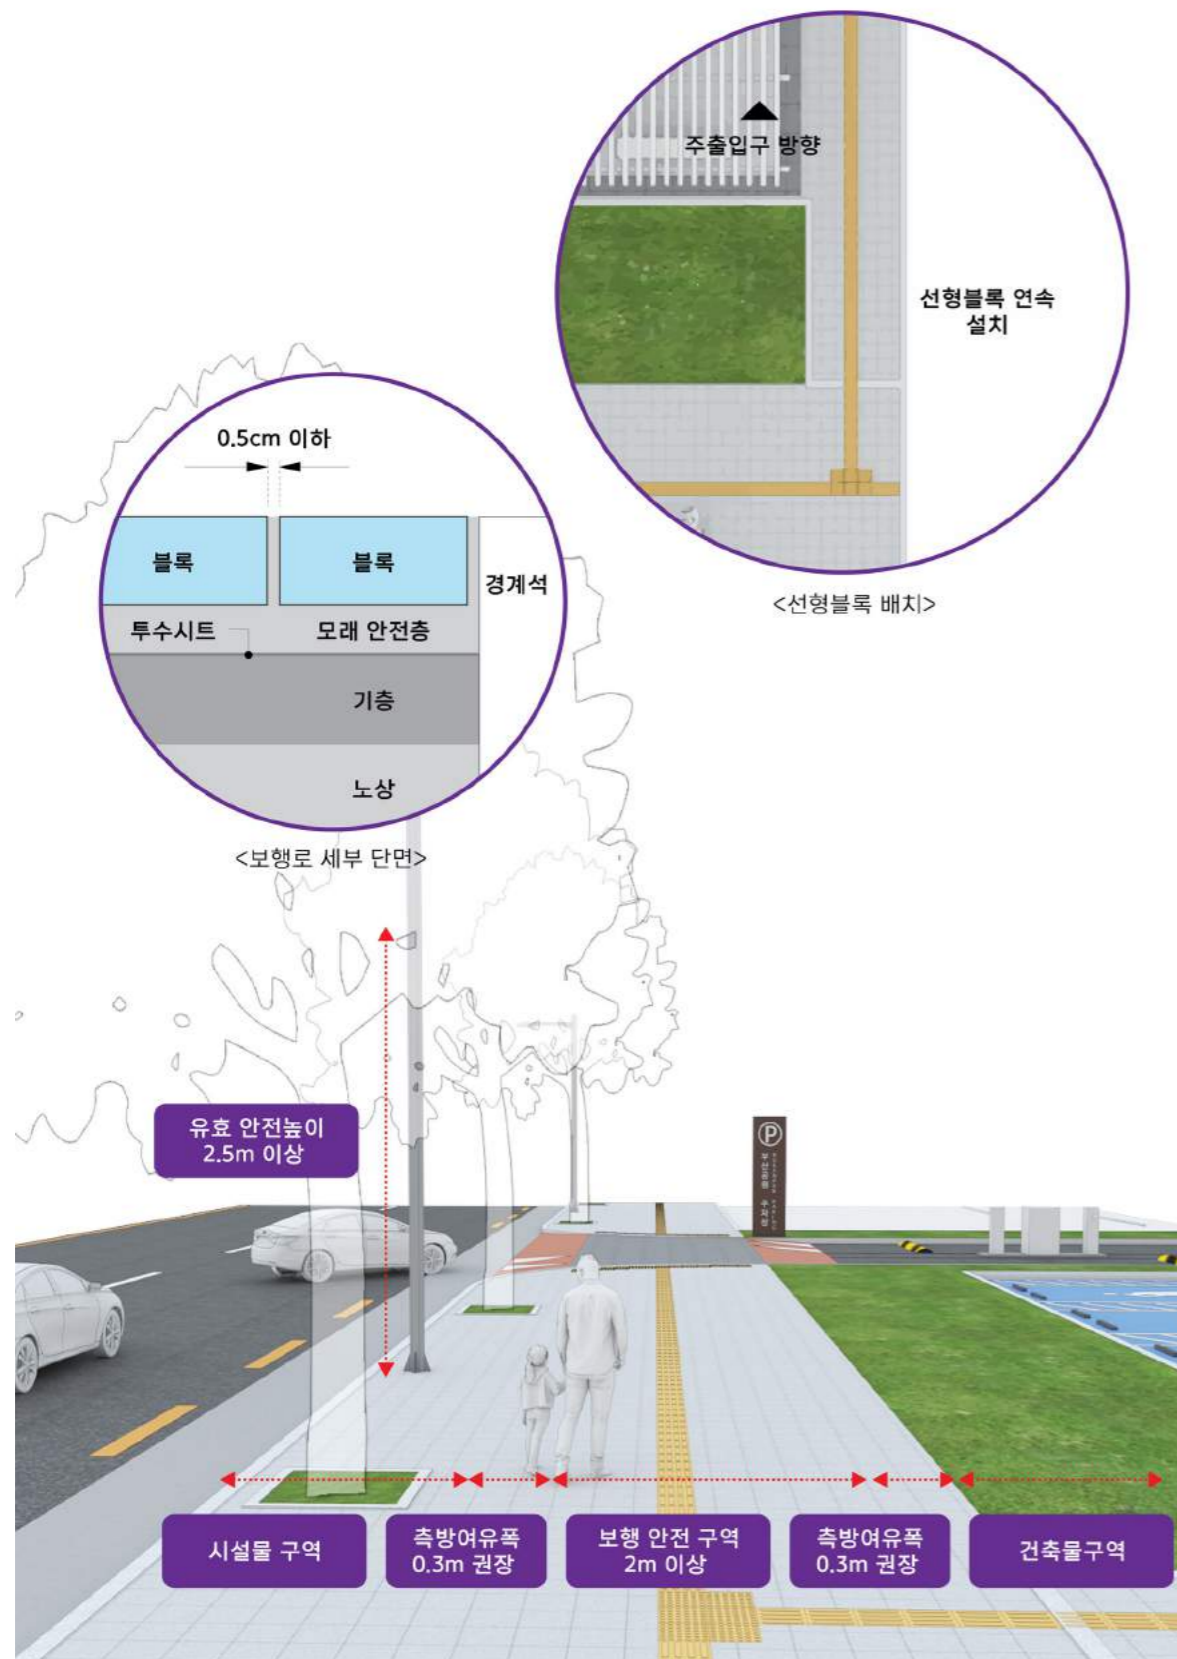 주출입구 방향
선형블록 연속
설치
<선형블록 배치>
0.5cm 이하
블록
블록
경계석
투수시트
모래 안전층
기층
노상
<보행로 세부 단면>
유효 안전높이
2.5m 이상
P
시설물 구역
측방여유폭
0.3m 권장
보행 안전 구역
2m 이상
측방여유폭
0.3m 권장
건축물구역